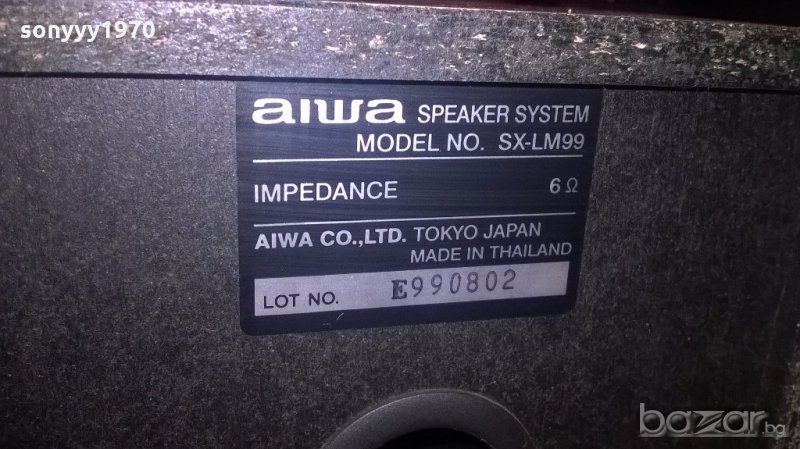 sonyyy1970
aiwa SPEAKER SYSTEM
MODEL NO. SX-LM99
IMPEDANCE 6Ω
AIWA CO.,LTD. TOKYO JAPAN
MADE IN THAILAND
LOT NO. E990802
bazar.bg